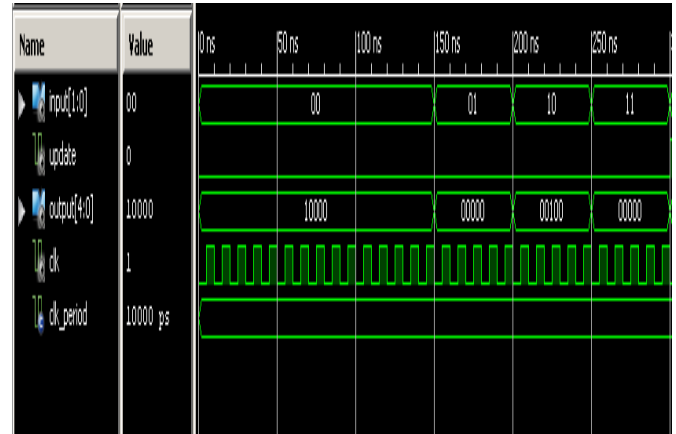 Name Value 0 ns 50 ns 100 ns 150 ns 200 ns 250 ns
input[1:0] 00 00 01 10 11
update 0
output[4:0] 10000 10000 00000 00100 00000
clk 1
clk_period 10000 ps